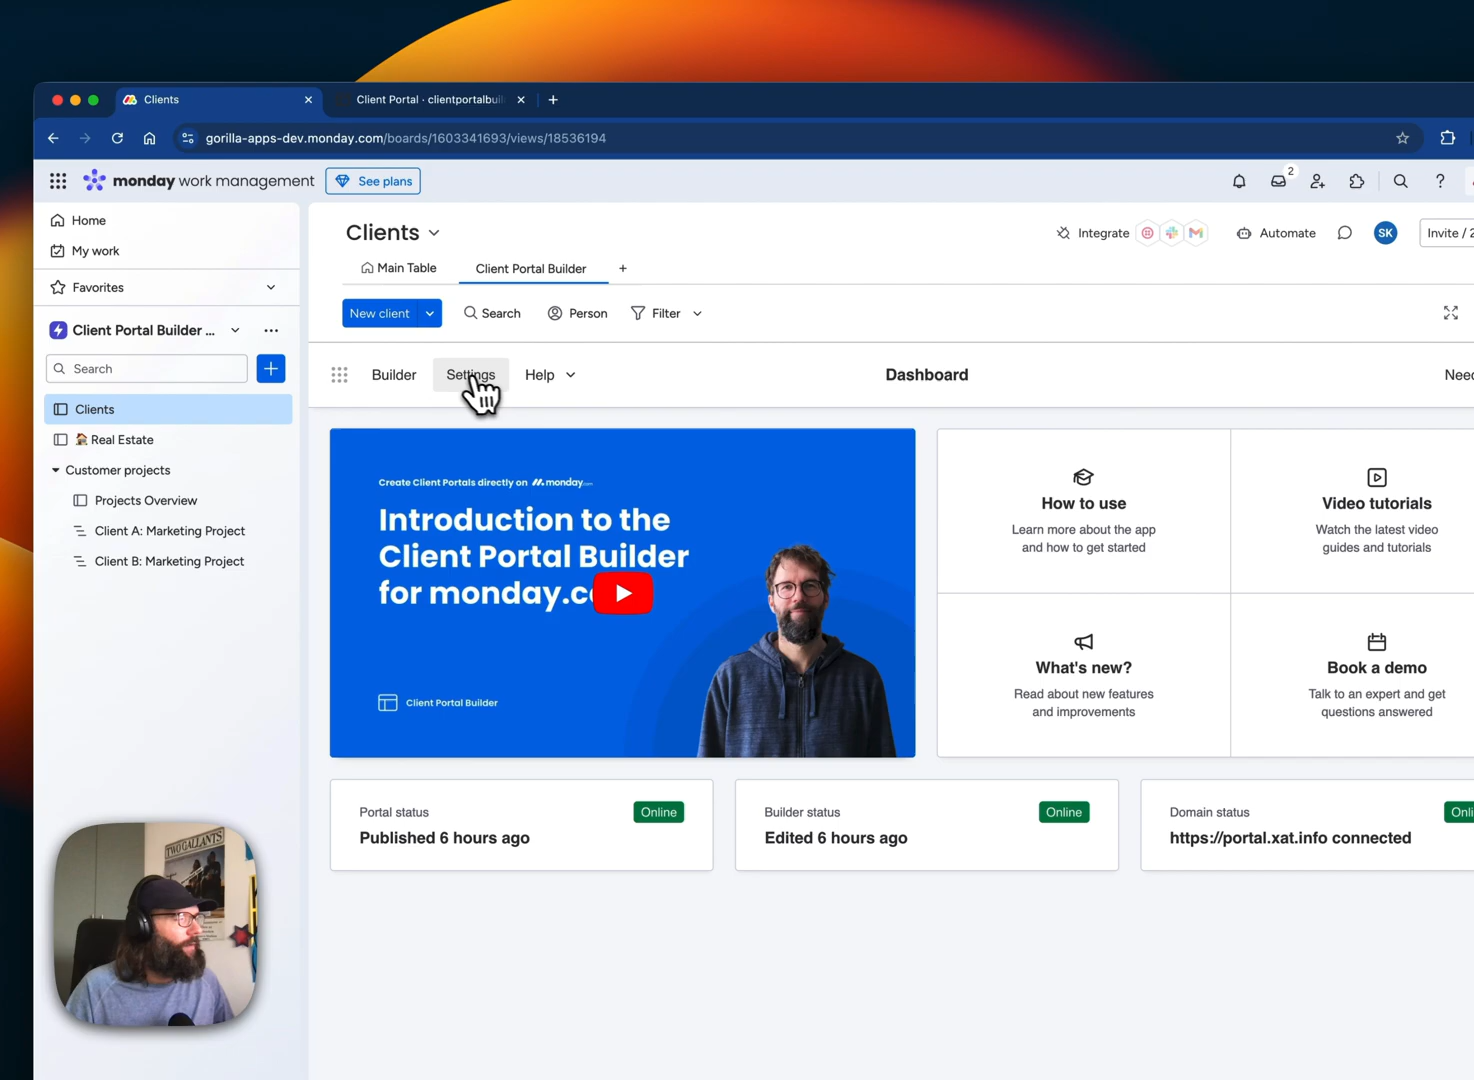 Clients
Client Portal · clientportalbuil
gorilla-apps-dev.monday.com/boards/1603341693/views/18536194
monday work management
See plans
2
Home
My work
Favorites
Client Portal Builder ...
Search
Clients
Real Estate
Customer projects
Projects Overview
Client A: Marketing Project
Client B: Marketing Project
Clients
Integrate
Automate
SK
Invite / 2
Main Table
Client Portal Builder
New client
Search
Person
Filter
Builder
Settings
Help
Dashboard
Need
Create Client Portals directly on monday.com
Introduction to the
Client Portal Builder
for monday.c
Client Portal Builder
How to use
Learn more about the app
and how to get started
Video tutorials
Watch the latest video
guides and tutorials
What's new?
Read about new features
and improvements
Book a demo
Talk to an expert and get
questions answered
Portal status
Online
Published 6 hours ago
Builder status
Online
Edited 6 hours ago
Domain status
Onli
https://portal.xat.info connected
TWO GALLANTS